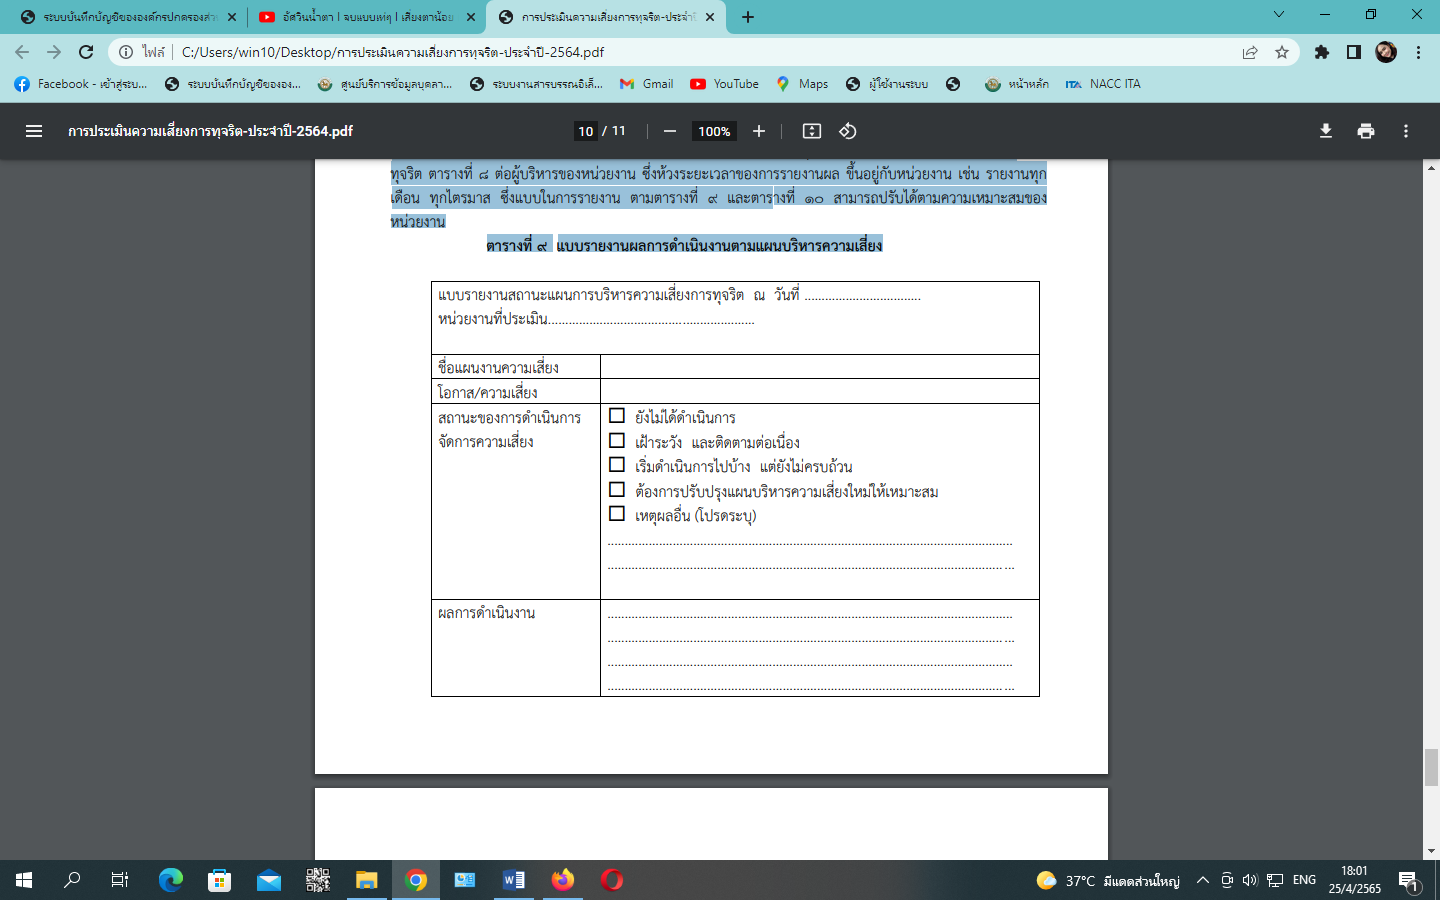 ระบบบันทึกบัญชีขององค์กรปกครองส่วน
อัศวินน้ำตา | จบแบบเท่ๆ | เสียงตาน้อย
การประเมินความเสี่ยงการทุจริต-ประจำปี
ไฟล์ C:/Users/win10/Desktop/การประเมินความเสี่ยงการทุจริต-ประจำปี-2564.pdf
Facebook - เข้าสู่ระบ... ระบบบันทึกบัญชีขององ... ศูนย์บริการข้อมูลบุคลา... ระบบงานสารบรรณอิเล็... Gmail YouTube Maps ผู้ใช้งานระบบ หน้าหลัก ITA NACC ITA
การประเมินความเสี่ยงการทุจริต-ประจำปี-2564.pdf 10 / 11 100%
ทุจริต ตารางที่ ๘ ต่อผู้บริหารของหน่วยงาน ซึ่งห้วงระยะเวลาของการรายงานผล ขึ้นอยู่กับหน่วยงาน เช่น รายงานทุก
เดือน ทุกไตรมาส ซึ่งแบบในการรายงาน ตามตารางที่ ๙ และตารางที่ ๑๐ สามารถปรับได้ตามความเหมาะสมของ
หน่วยงาน
ตารางที่ ๙ แบบรายงานผลการดำเนินงานตามแผนบริหารความเสี่ยง
แบบรายงานสถานะแผนการบริหารความเสี่ยงการทุจริต ณ วันที่ ..................................
หน่วยงานที่ประเมิน............................................................
ชื่อแผนงานความเสี่ยง
โอกาส/ความเสี่ยง
สถานะของการดำเนินการ
จัดการความเสี่ยง
☐ ยังไม่ได้ดำเนินการ
☐ เฝ้าระวัง และติดตามต่อเนื่อง
☐ เริ่มดำเนินการไปบ้าง แต่ยังไม่ครบถ้วน
☐ ต้องการปรับปรุงแผนบริหารความเสี่ยงใหม่ให้เหมาะสม
☐ เหตุผลอื่น (โปรดระบุ)
ผลการดำเนินงาน
37°C มีแดดส่วนใหญ่ ENG
18:01
25/4/2565
1